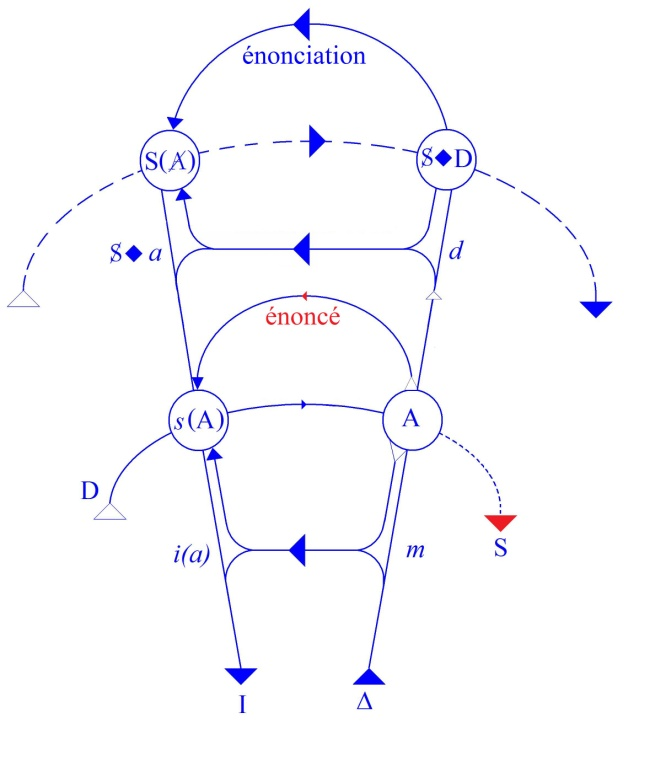 énonciation
S(Ⱥ)
$◆D
$◆ a
d
énoncé
s(A)
A
D
S
i(a)
m
I
Δ